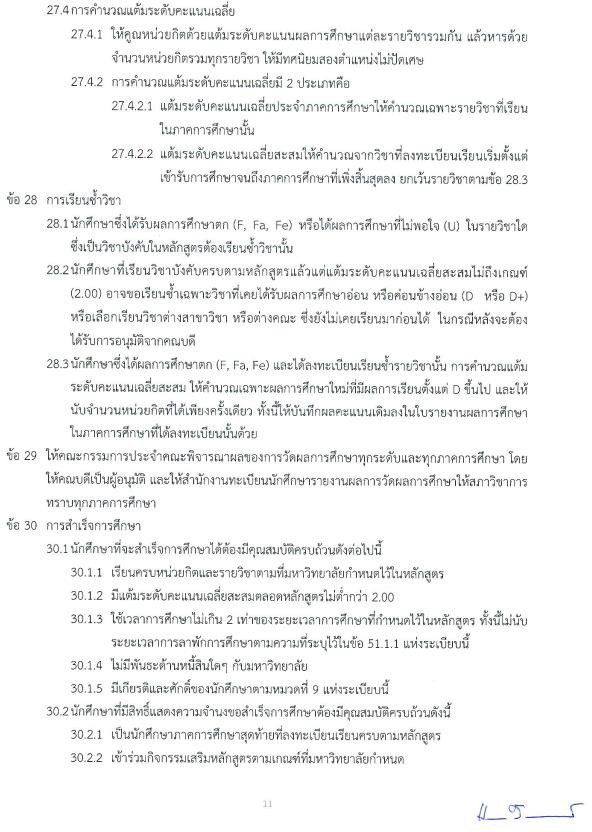 27.4 การคำนวณแต้มระดับคะแนนเฉลี่ย
27.4.1 ให้คูณหน่วยกิตด้วยแต้มระดับคะแนนผลการศึกษาแต่ละรายวิชารวมกัน แล้วหารด้วย
จำนวนหน่วยกิตรวมทุกรายวิชา ให้มีทศนิยมสองตำแหน่งไม่ปัดเศษ
27.4.2 การคำนวณแต้มระดับคะแนนเฉลี่ยมี 2 ประเภทคือ
27.4.2.1 แต้มระดับคะแนนเฉลี่ยประจำภาคการศึกษาให้คำนวณเฉพาะรายวิชาที่เรียน
ในภาคการศึกษานั้น
27.4.2.2 แต้มระดับคะแนนเฉลี่ยสะสมให้คำนวณจากวิชาที่ลงทะเบียนเรียนเริ่มตั้งแต่
เข้ารับการศึกษาจนถึงภาคการศึกษาที่เพิ่งสิ้นสุดลง ยกเว้นรายวิชาตามข้อ 28.3
ข้อ 28 การเรียนซ้ำวิชา
28.1 นักศึกษาซึ่งได้รับผลการศึกษาตก (F, Fa, Fe) หรือได้ผลการศึกษาที่ไม่พอใจ (U) ในรายวิชาใด
ซึ่งเป็นวิชาบังคับในหลักสูตรต้องเรียนซ้ำวิชานั้น
28.2 นักศึกษาที่เรียนวิชาบังคับครบตามหลักสูตรแล้วแต่แต้มระดับคะแนนเฉลี่ยสะสมไม่ถึงเกณฑ์
(2.00) อาจขอเรียนซ้ำเฉพาะวิชาที่เคยได้รับผลการศึกษาอ่อน หรือค่อนข้างอ่อน (D หรือ D+)
หรือเลือกเรียนวิชาต่างสาขาวิชา หรือต่างคณะ ซึ่งยังไม่เคยเรียนมาก่อนได้ ในกรณีหลังจะต้อง
ได้รับการอนุมัติจากคณบดี
28.3 นักศึกษาซึ่งได้ผลการศึกษาตก (F, Fa, Fe) และได้ลงทะเบียนเรียนซ้ำรายวิชานั้น การคำนวณแต้ม
ระดับคะแนนเฉลี่ยสะสม ให้คำนวณเฉพาะผลการศึกษาใหม่ที่มีผลการเรียนตั้งแต่ D ขึ้นไป และให้
นับจำนวนหน่วยกิตที่ได้เพียงครั้งเดียว ทั้งนี้ให้บันทึกผลคะแนนเดิมลงในใบรายงานผลการศึกษา
ในภาคการศึกษาที่ได้ลงทะเบียนนั้นด้วย
ข้อ 29 ให้คณะกรรมการประจำคณะพิจารณาผลของการวัดผลการศึกษาทุกระดับและทุกภาคการศึกษา โดย
ให้คณบดีเป็นผู้อนุมัติ และให้สำนักงานทะเบียนนักศึกษารายงานผลการวัดผลการศึกษาให้สภาวิชาการ
ทราบทุกภาคการศึกษา
ข้อ 30 การสำเร็จการศึกษา
30.1 นักศึกษาที่จะสำเร็จการศึกษาได้ต้องมีคุณสมบัติครบถ้วนดังต่อไปนี้
30.1.1 เรียนครบหน่วยกิตและรายวิชาตามที่มหาวิทยาลัยกำหนดไว้ในหลักสูตร
30.1.2 มีแต้มระดับคะแนนเฉลี่ยสะสมตลอดหลักสูตรไม่ต่ำกว่า 2.00
30.1.3 ใช้เวลาการศึกษาไม่เกิน 2 เท่าของระยะเวลาการศึกษาที่กำหนดไว้ในหลักสูตร ทั้งนี้ไม่นับ
ระยะเวลาการลาพักการศึกษาตามความที่ระบุไว้ในข้อ 51.1.1 แห่งระเบียบนี้
30.1.4 ไม่มีพันธะด้านหนี้สินใดๆ กับมหาวิทยาลัย
30.1.5 มีเกียรติและศักดิ์ของนักศึกษาตามหมวดที่ 9 แห่งระเบียบนี้
30.2 นักศึกษาที่มีสิทธิ์แสดงความจำนงขอสำเร็จการศึกษาต้องมีคุณสมบัติครบถ้วนดังนี้
30.2.1 เป็นนักศึกษาภาคการศึกษาสุดท้ายที่ลงทะเบียนเรียนครบตามหลักสูตร
30.2.2 เข้าร่วมกิจกรรมเสริมหลักสูตรตามเกณฑ์ที่มหาวิทยาลัยกำหนด
11